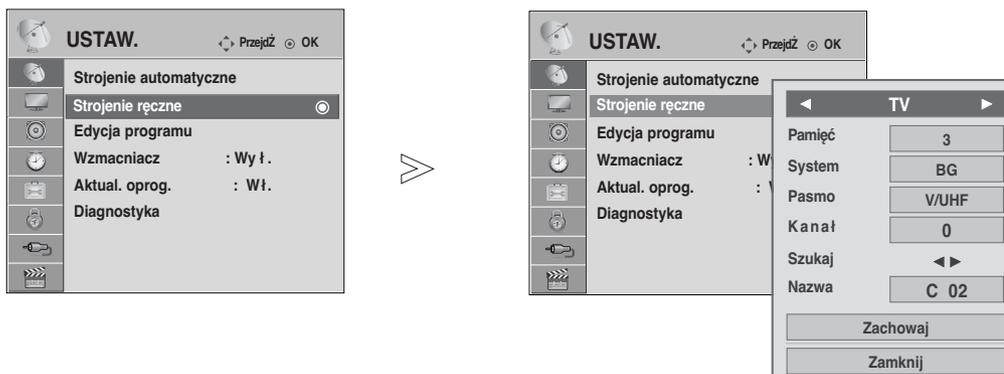 USTAW. PrzejdŹ OK
Strojenie automatyczne
Strojenie ręczne
Edycja programu
Wzmacniacz : Wy ł .
Aktual. oprog. : Wł.
Diagnostyka
USTAW. PrzejdŹ OK
Strojenie automatyczne
Strojenie ręczne
Edycja programu
Wzmacniacz : W
Aktual. oprog. :
Diagnostyka
◄ TV ►
Pamięć 3
System BG
Pasmo V/UHF
Kanał 0
Szukaj ◄ ►
Nazwa C 02
Zachowaj
Zamknij